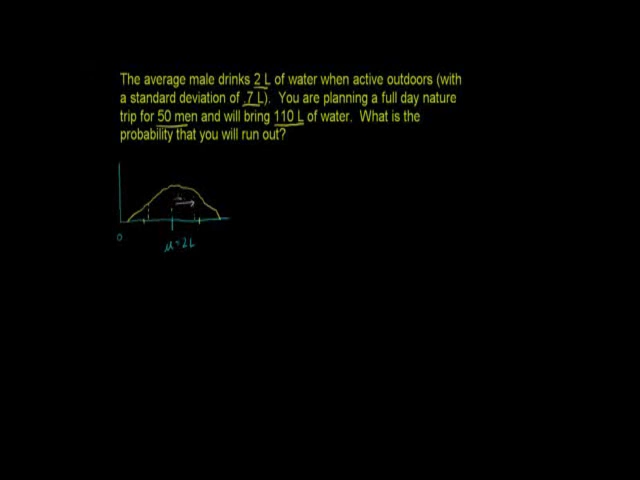 The average male drinks 2 L of water when active outdoors (with
a standard deviation of .7 L).  You are planning a full day nature
trip for 50 men and will bring 110 L of water.  What is the
probability that you will run out?
0
μ=2L